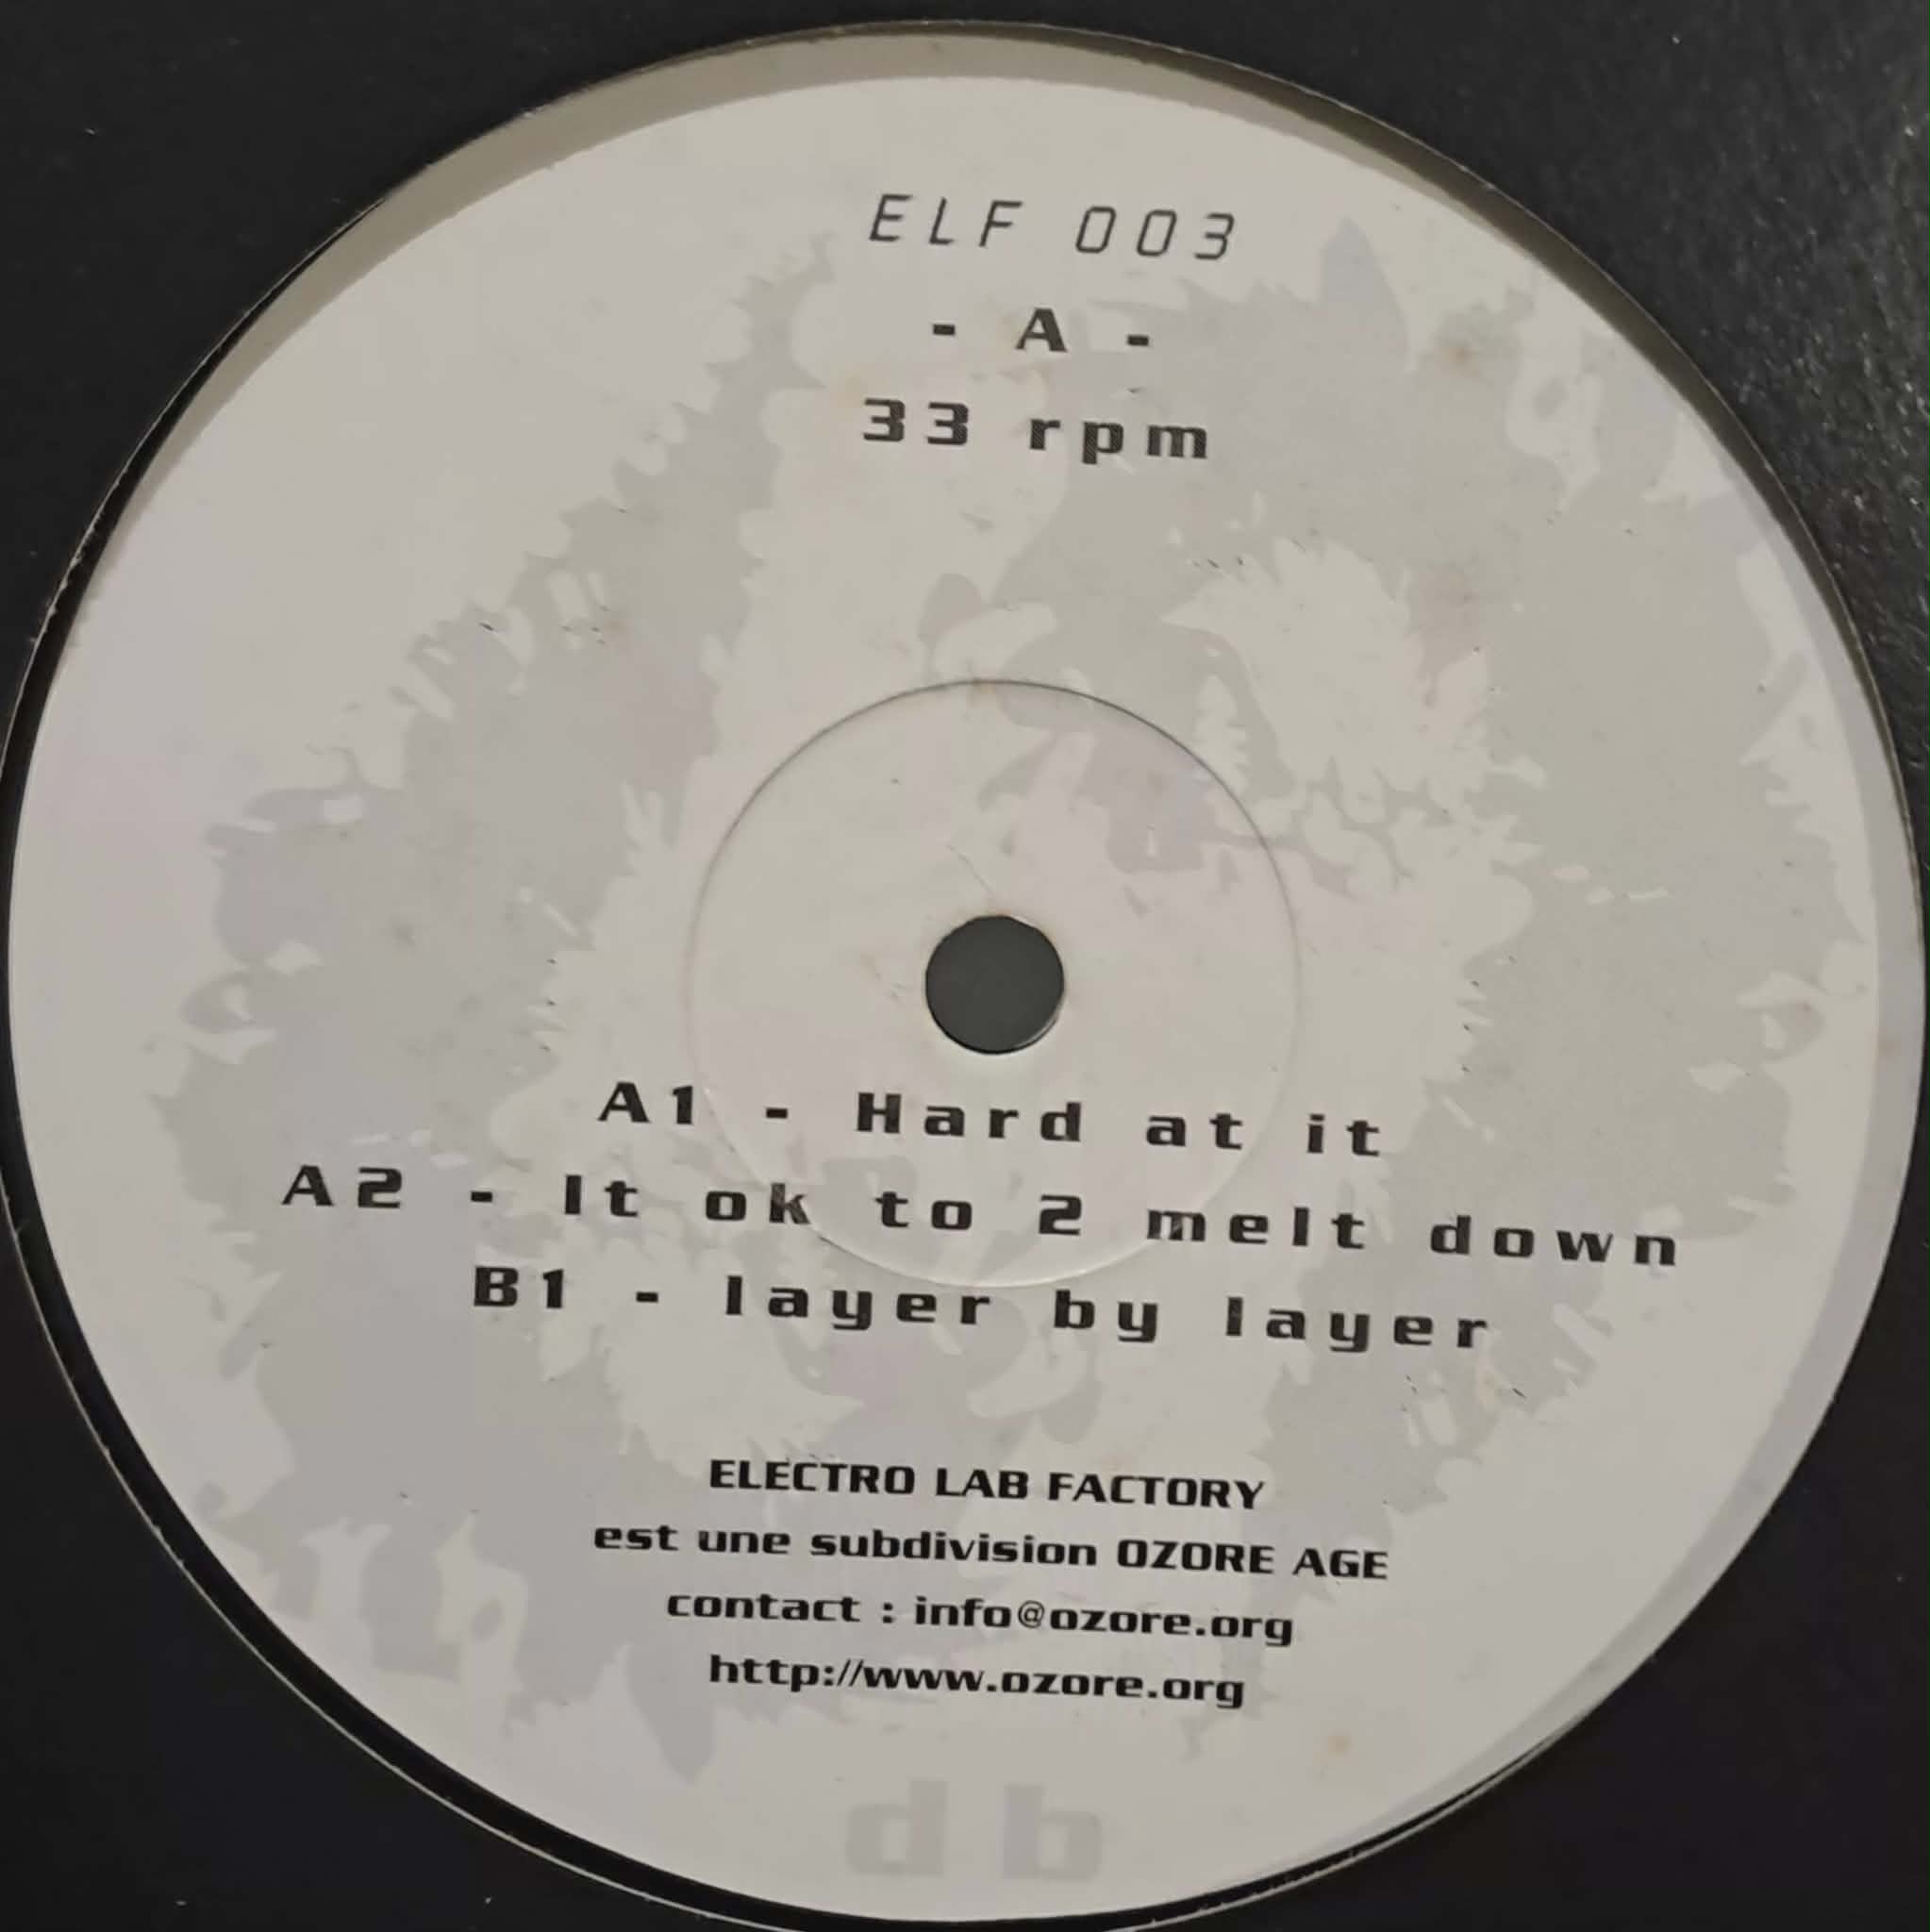 ELF 003
- A -
33 rpm
A1 - Hard at it
A2 - It ok to 2 melt down
B1 - layer by layer
ELECTRO LAB FACTORY
est une subdivision OZORE AGE
contact : info@ozore.org
http://www.ozore.org
db